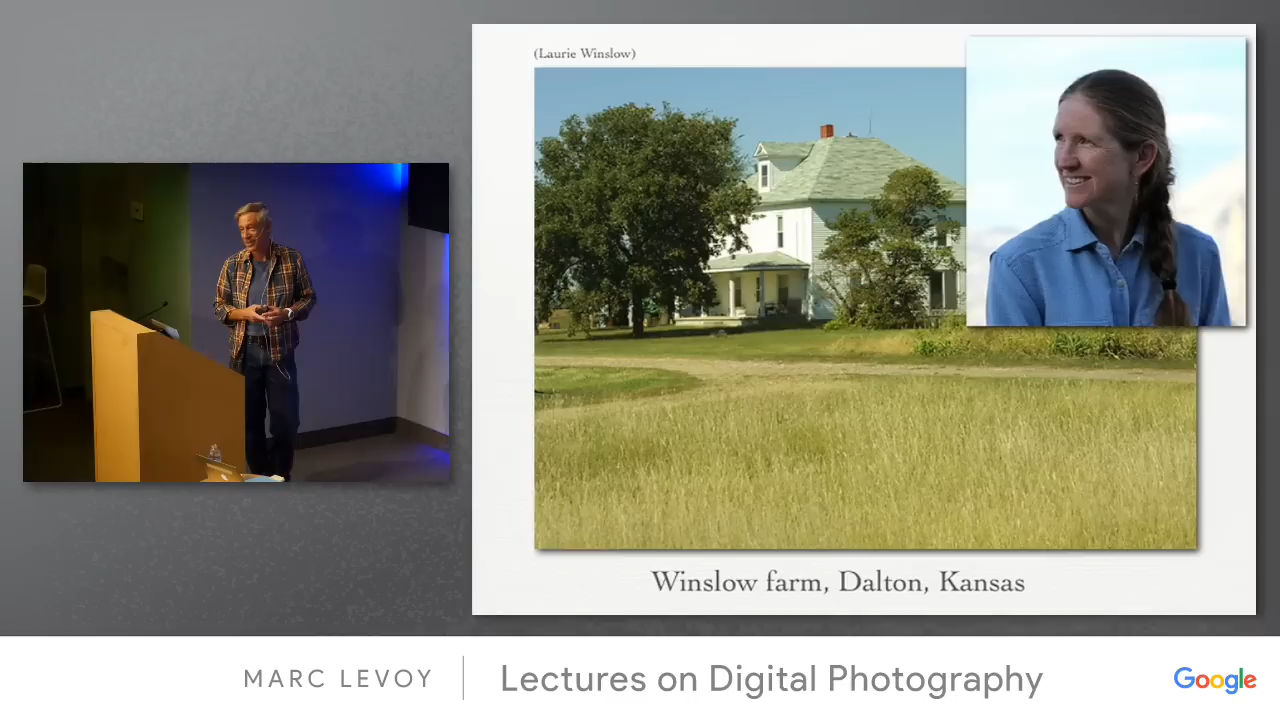 (Laurie Winslow)
Winslow farm, Dalton, Kansas
MARC LEVOY
Lectures on Digital Photography
Google